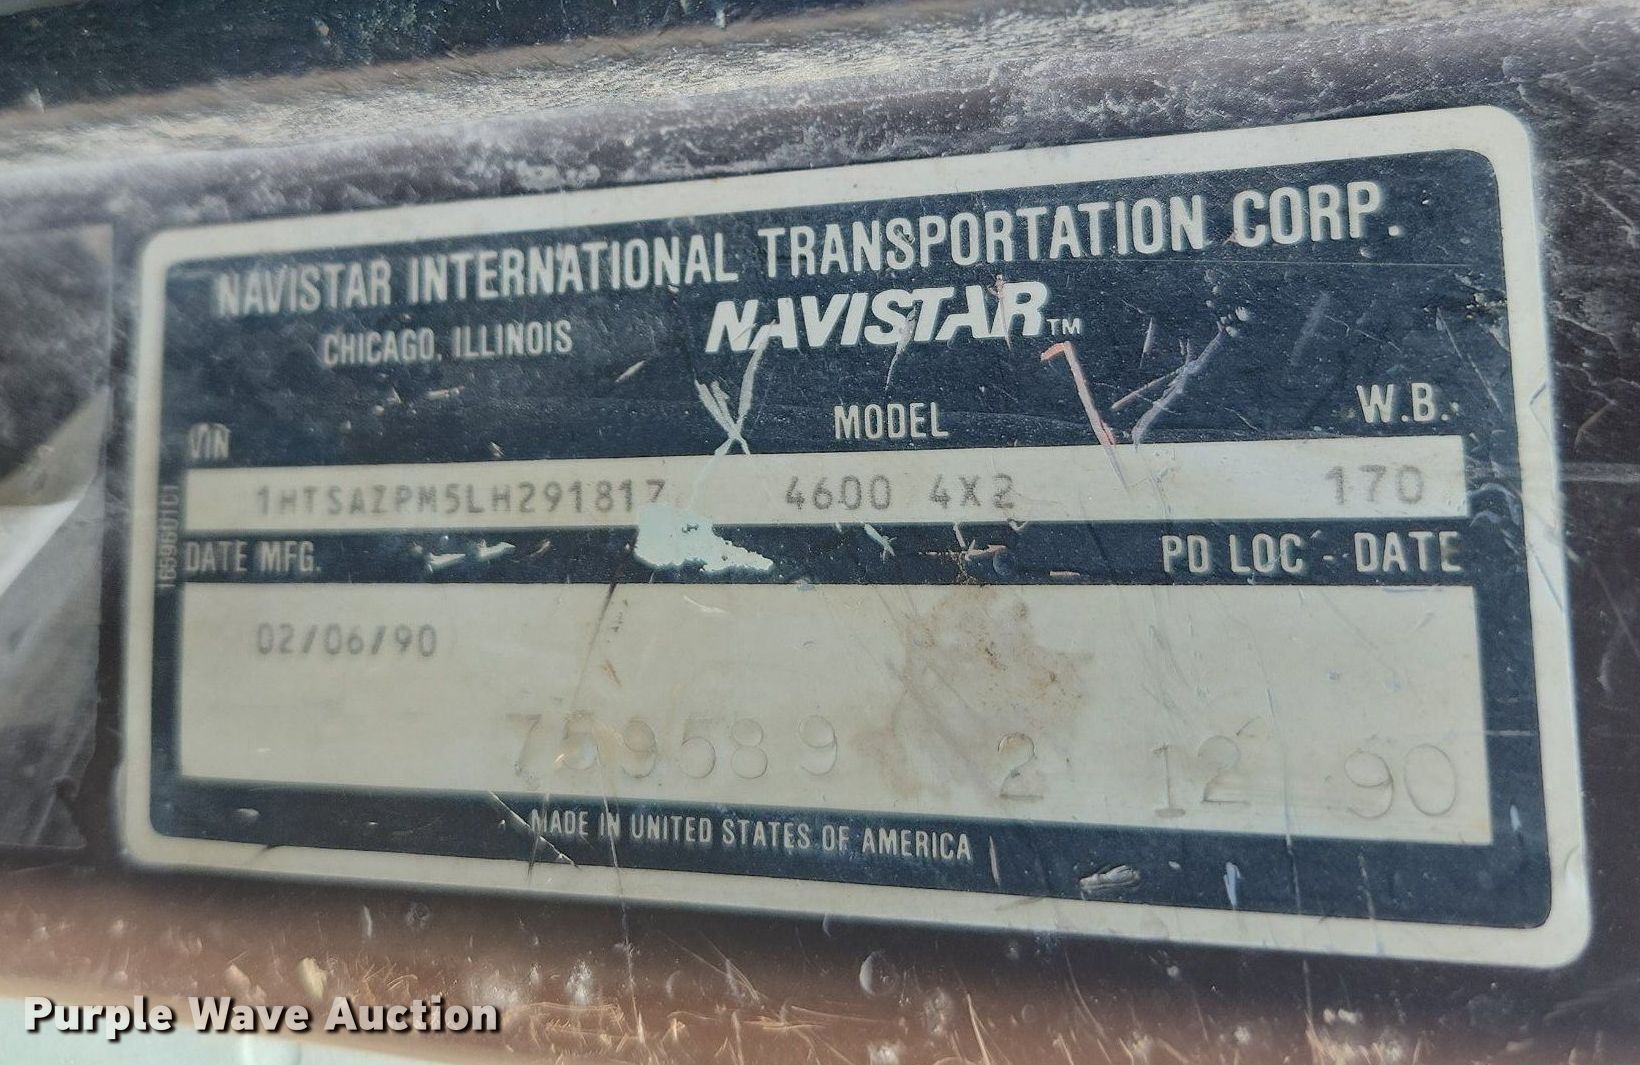 NAVISTAR INTERNATIONAL TRANSPORTATION CORP.
CHICAGO, ILLINOIS NAVISTAR™
VIN MODEL W.B.
1HTSAZPM5LH291817 4600 4X2 170
DATE MFG. PD LOC - DATE
02/06/90
759589 2 12 90
MADE IN UNITED STATES OF AMERICA
Purple Wave Auction